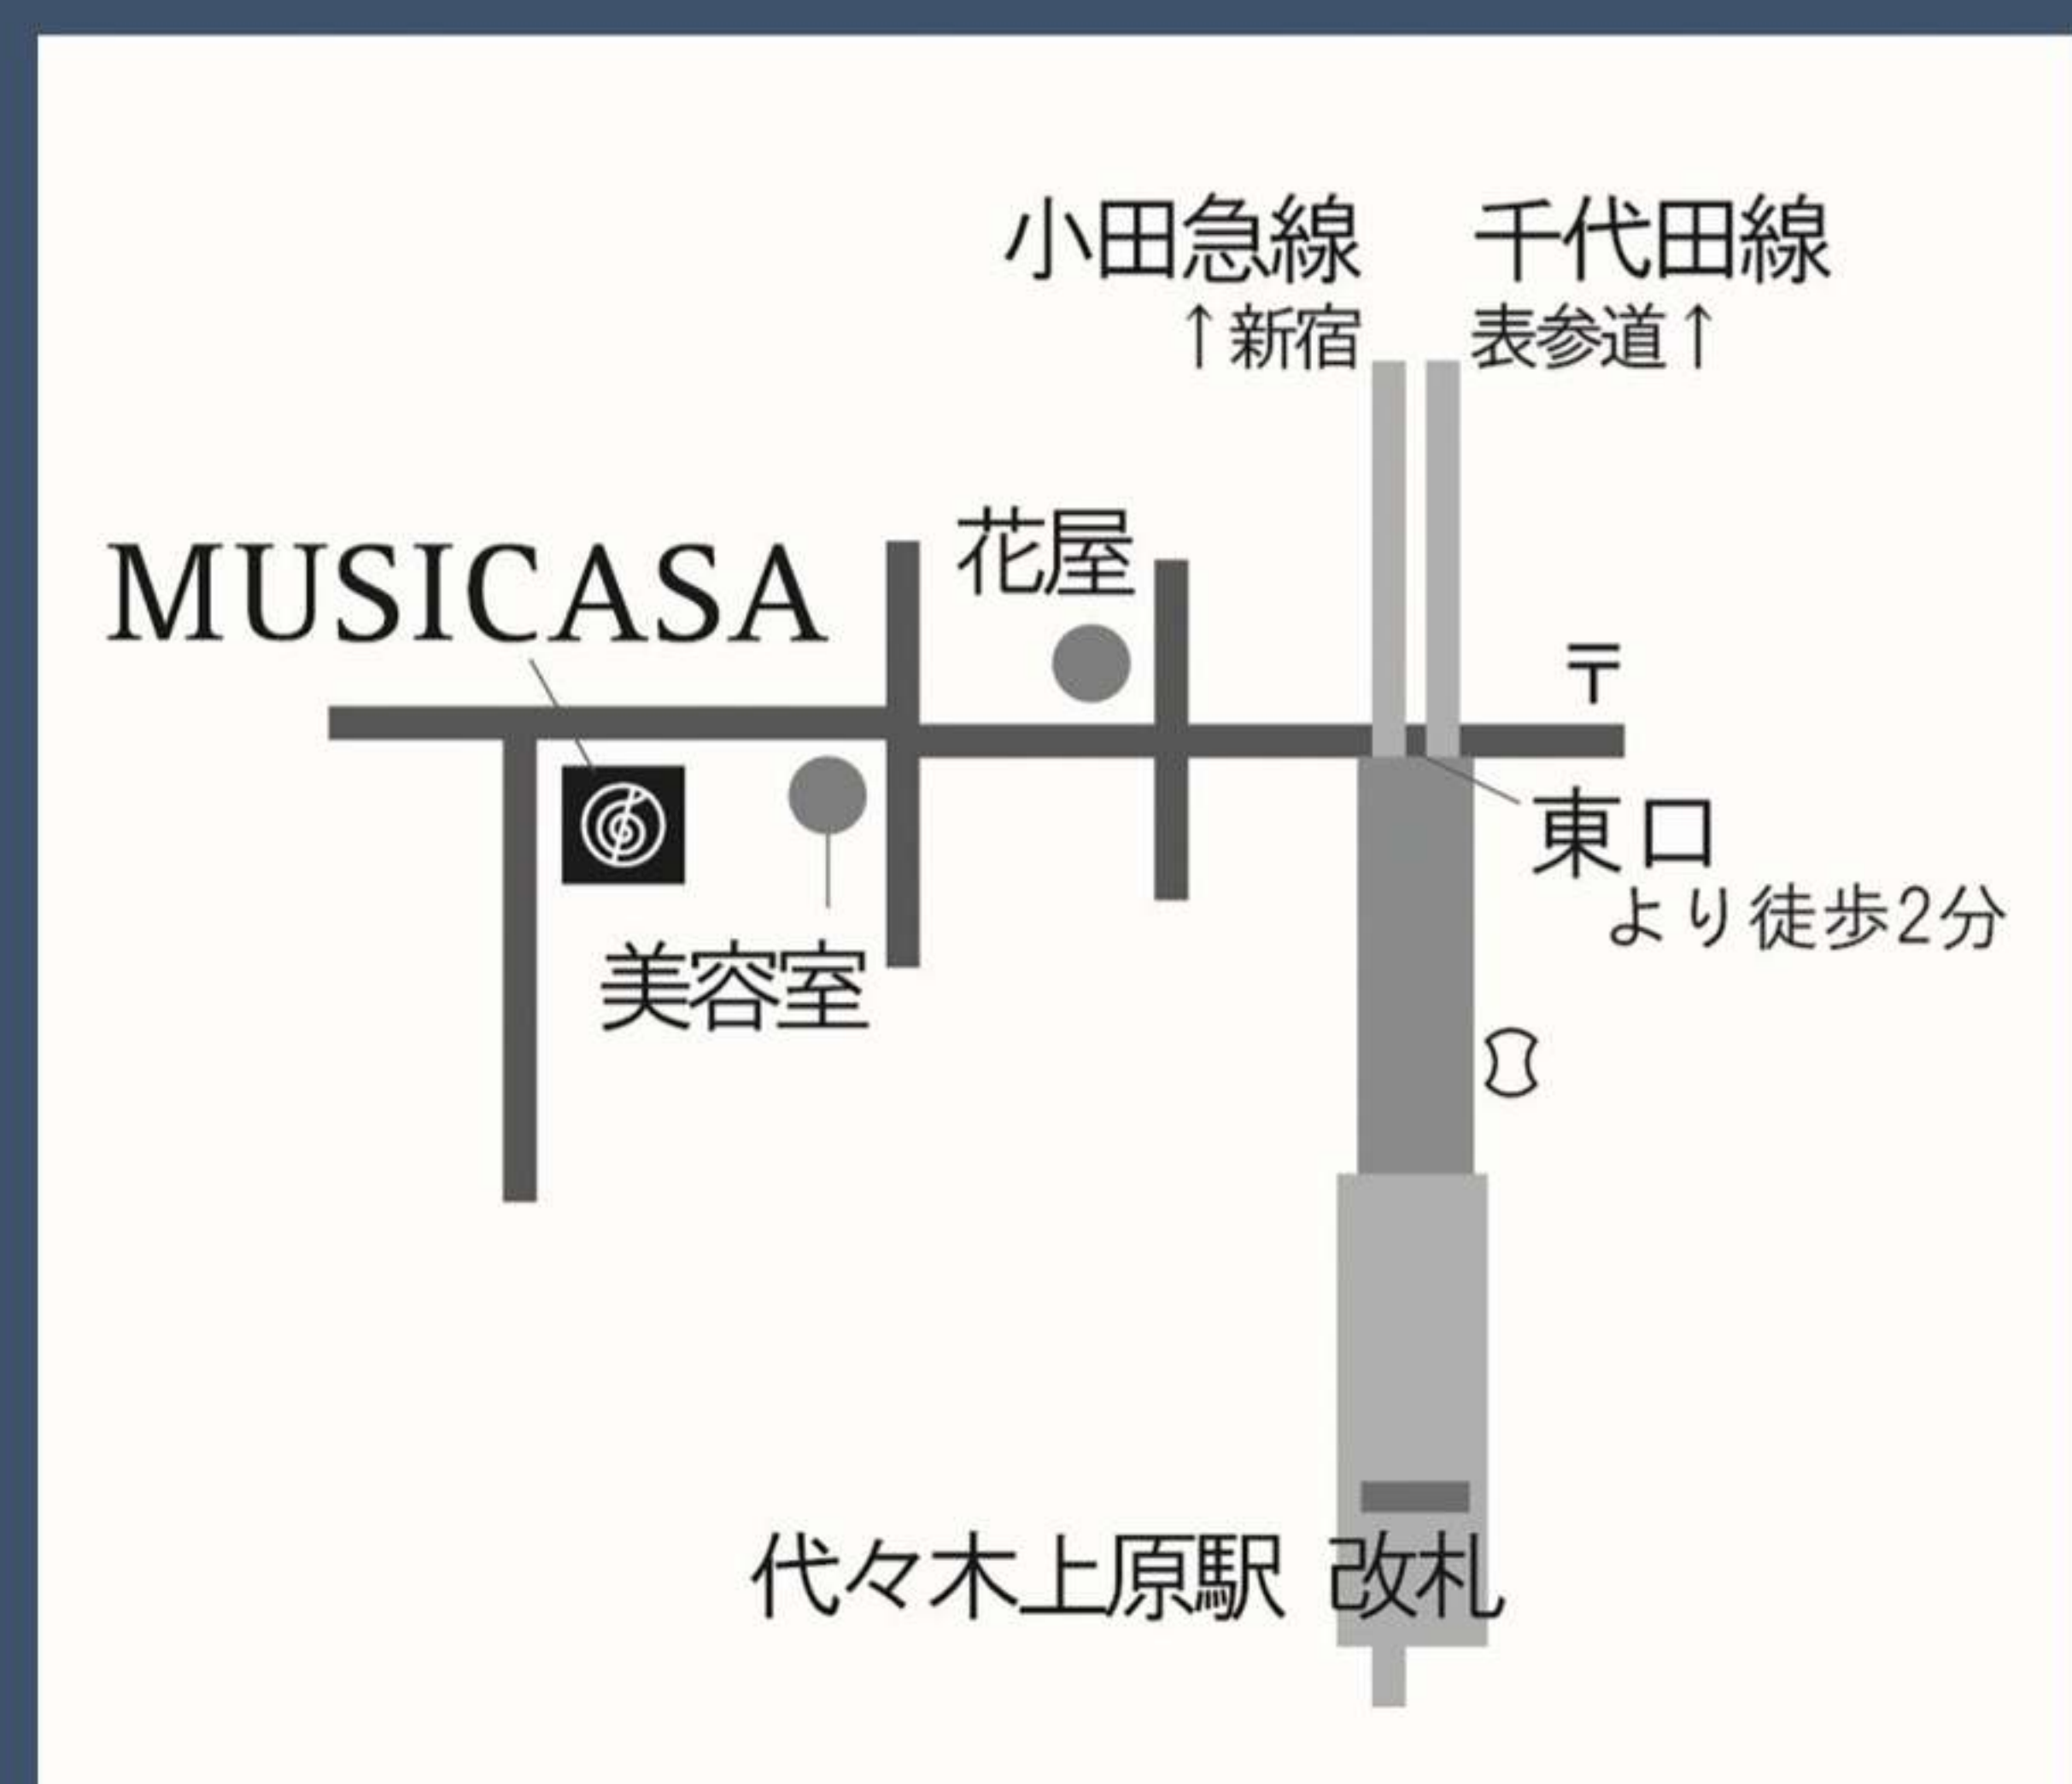 小田急線
↑新宿
千代田線
表参道↑
花屋
MUSICASA
〒
東口
より徒歩2分
美容室
代々木上原駅 改札